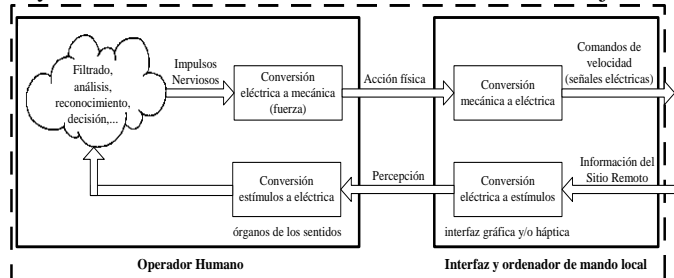 Filtrado,
análisis,
reconocimiento,
decisión,...
Impulsos
Nerviosos
Conversión
eléctrica a mecánica
(fuerza)
Acción física
Conversión
mecánica a eléctrica
Comandos de
velocidad
(señales eléctricas)
Conversión
estímulos a eléctrica
Percepción
Conversión
eléctrica a estímulos
Información del
Sitio Remoto
órganos de los sentidos
interfaz gráfica y/o háptica
Operador Humano
Interfaz y ordenador de mando local